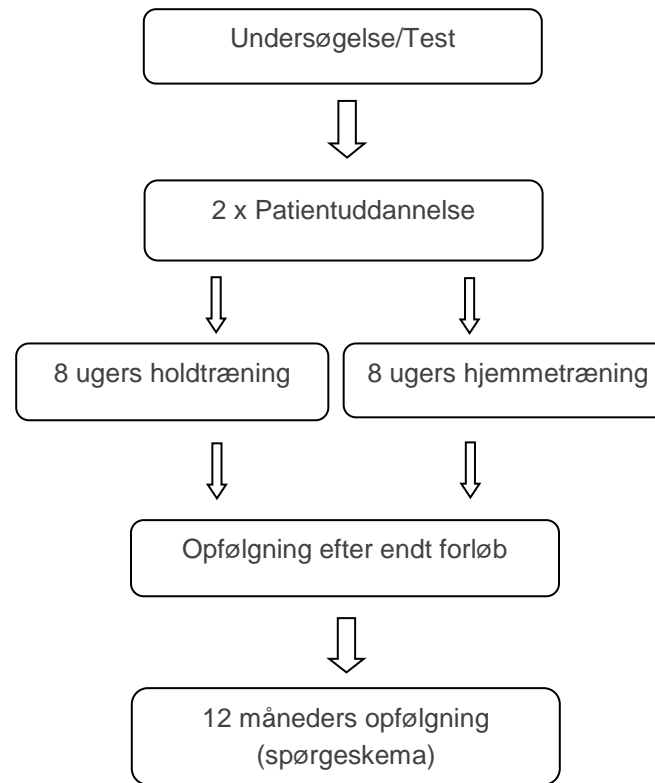 Undersøgelse/Test
2 x Patientuddannelse
8 ugers holdtræning
8 ugers hjemmetræning
Opfølgning efter endt forløb
12 måneders opfølgning
(spørgeskema)